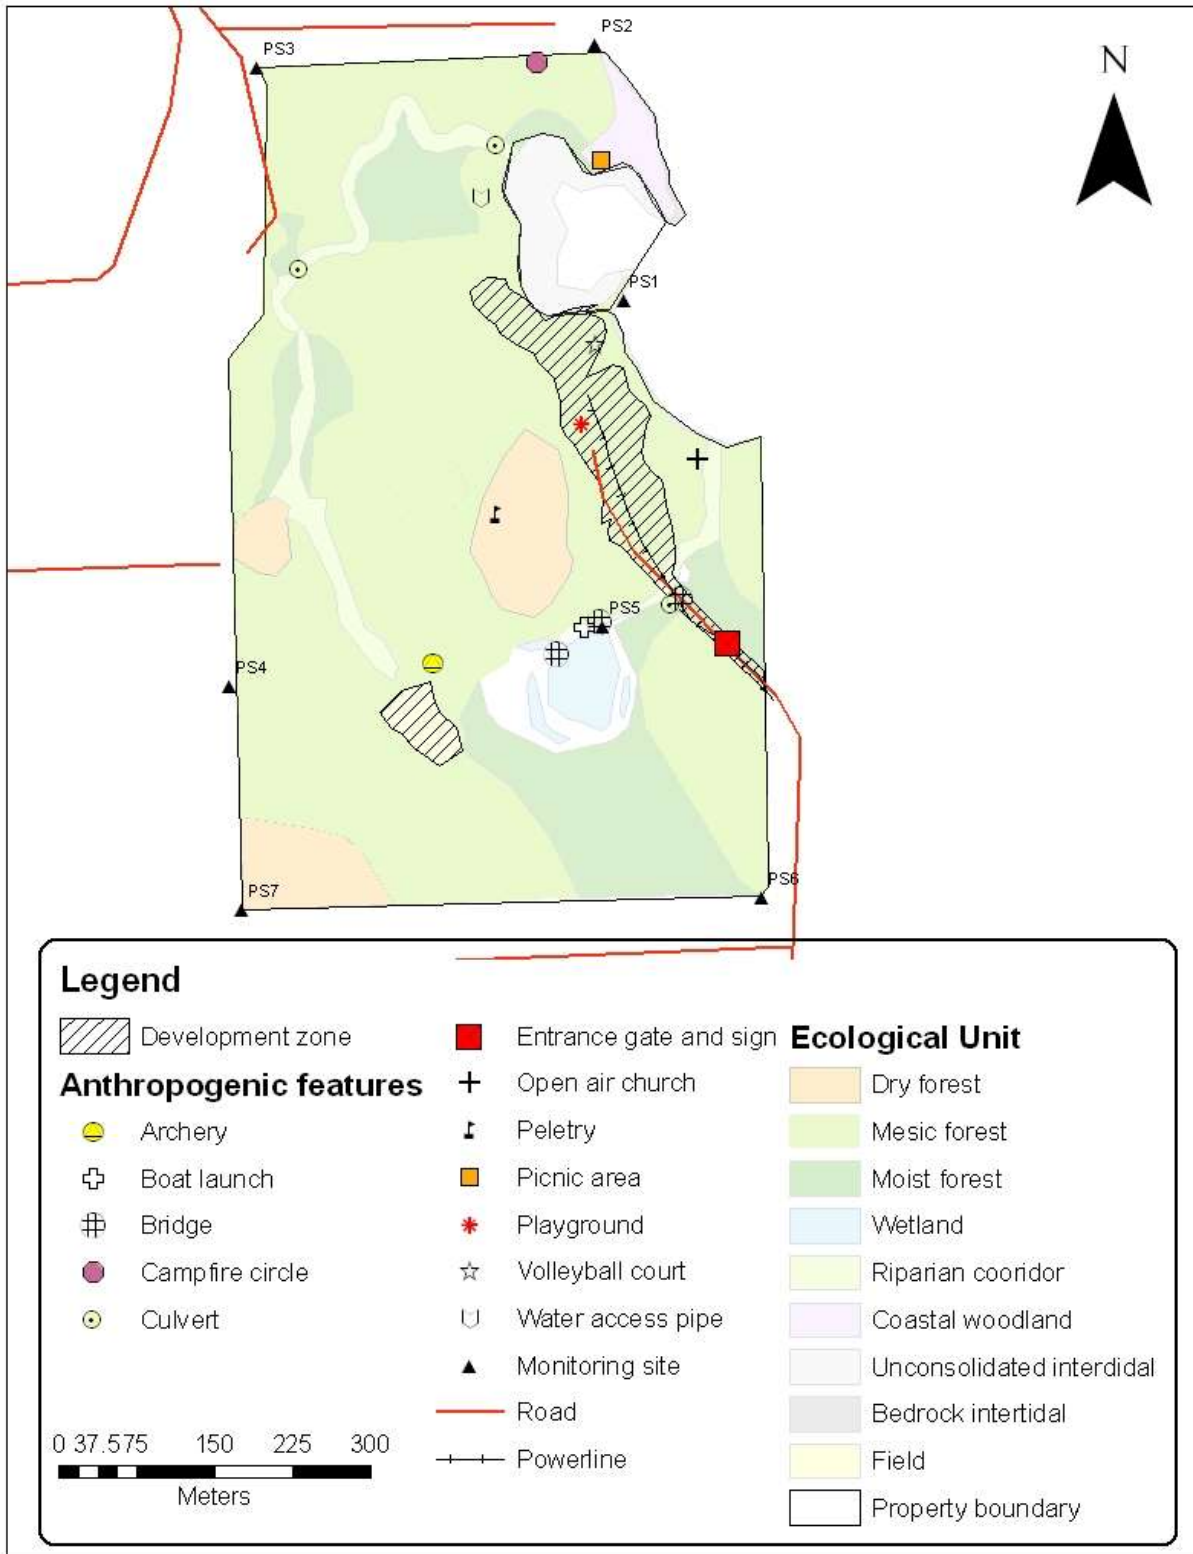 PS2
PS3
N
PS1
PS5
PS4
PS6
PS7
Legend
Development zone
Anthropogenic features
Archery
Boat launch
Bridge
Campfire circle
Culvert
0 37.575 150 225 300
Meters
Entrance gate and sign
Open air church
Peletry
Picnic area
Playground
Volleyball court
Water access pipe
Monitoring site
Road
Powerline
Ecological Unit
Dry forest
Mesic forest
Moist forest
Wetland
Riparian cooridor
Coastal woodland
Unconsolidated interdidal
Bedrock intertidal
Field
Property boundary